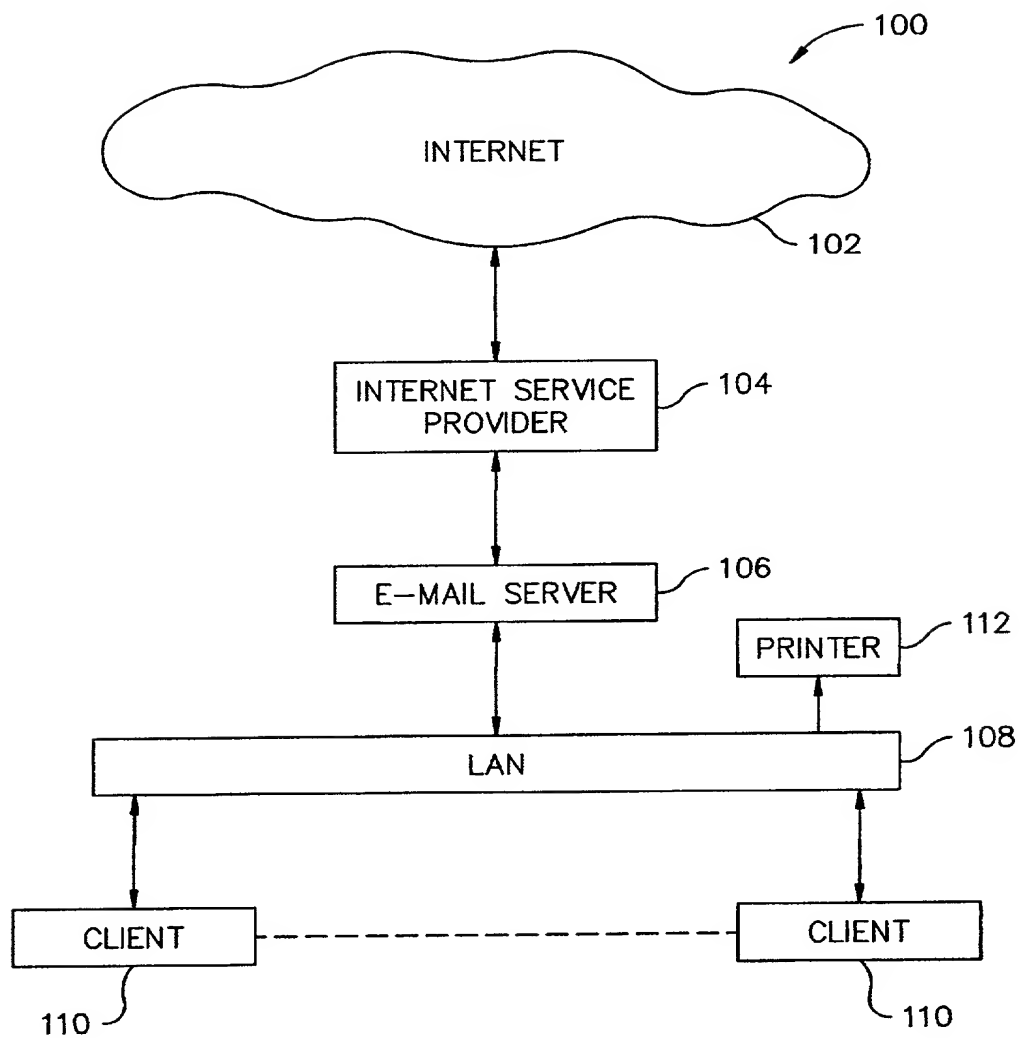 100
INTERNET
102
INTERNET SERVICE
PROVIDER
104
E-MAIL SERVER
106
PRINTER
112
LAN
108
CLIENT
CLIENT
110
110